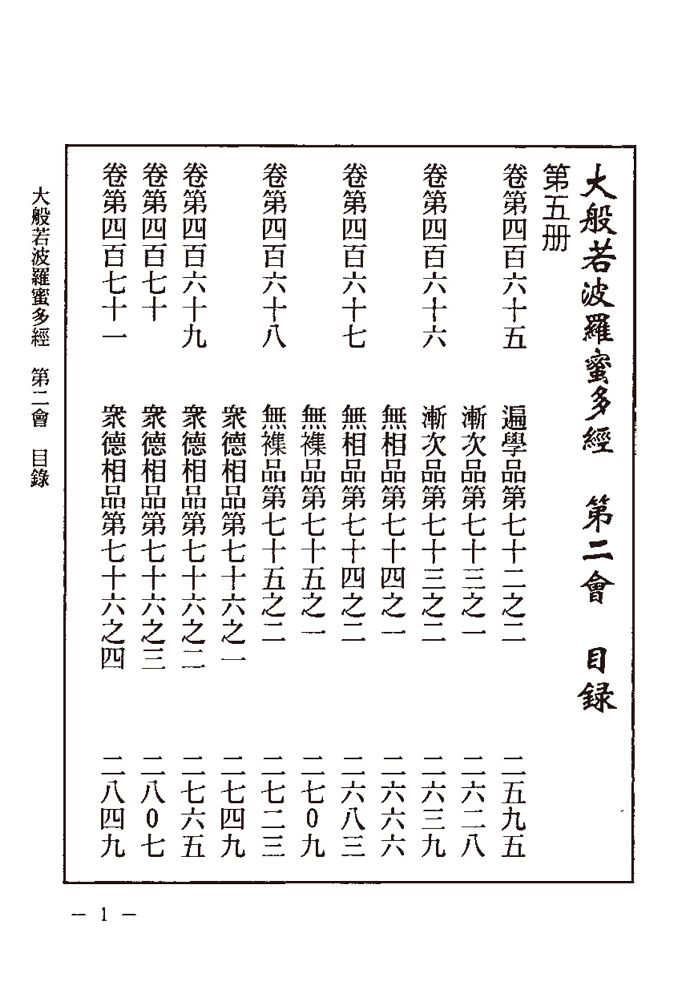 大般若波羅蜜多經　第二會　目録
第五册
卷第四百六十五　遍學品第七十二之二　二五九五
漸次品第七十三之一　二六二八
卷第四百六十六　漸次品第七十三之二　二六三九
無相品第七十四之一　二六六六
卷第四百六十七　無相品第七十四之二　二六八三
無襍品第七十五之一　二七0九
卷第四百六十八　無襍品第七十五之二　二七二三
衆德相品第七十六之一　二七四九
卷第四百六十九　衆德相品第七十六之二　二七六五
卷第四百七十　衆德相品第七十六之三　二八0七
卷第四百七十一　衆德相品第七十六之四　二八四九
大般若波羅蜜多經　第二會　目錄
— 1 —